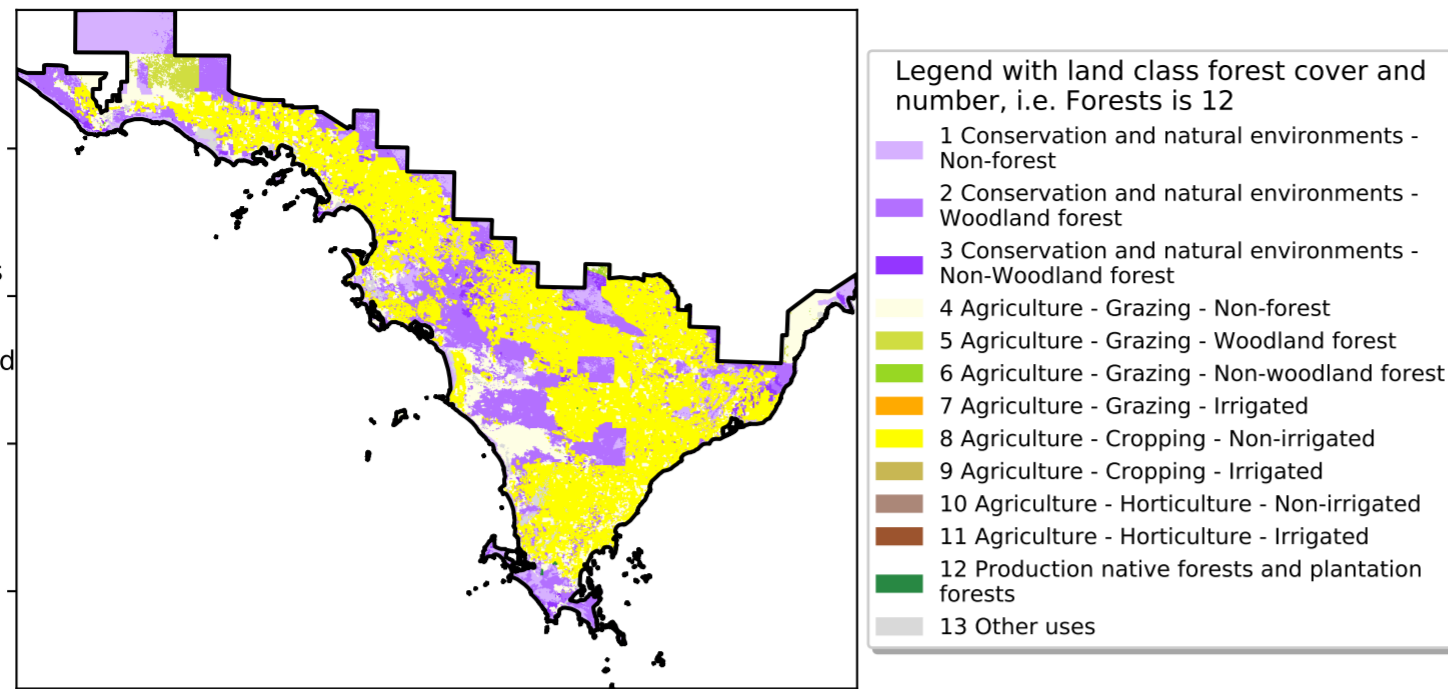 Legend with land class forest cover and
number, i.e. Forests is 12
1 Conservation and natural environments -
Non-forest
2 Conservation and natural environments -
Woodland forest
3 Conservation and natural environments -
Non-Woodland forest
4 Agriculture - Grazing - Non-forest
5 Agriculture - Grazing - Woodland forest
6 Agriculture - Grazing - Non-woodland forest
7 Agriculture - Grazing - Irrigated
8 Agriculture - Cropping - Non-irrigated
9 Agriculture - Cropping - Irrigated
10 Agriculture - Horticulture - Non-irrigated
11 Agriculture - Horticulture - Irrigated
12 Production native forests and plantation
forests
13 Other uses